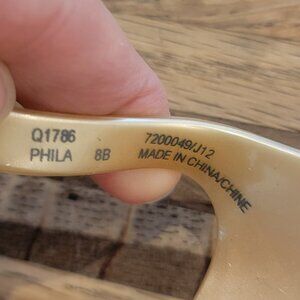 Q1786
PHILA 8B
7200049/J12
MADE IN CHINA/CHINE